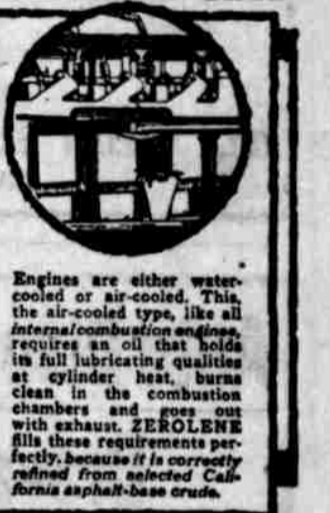 Engines are either water-
cooled or air-cooled. This,
the air-cooled type, like all
internal combustion engines,
requires an oil that holds
its full lubricating qualities
at cylinder heat, burns
clean in the combustion
chambers and goes out
with exhaust. ZEROLENE
fills these requirements per-
fectly, because it is correctly
refined from selected Cali-
fornia asphalt-base crude.